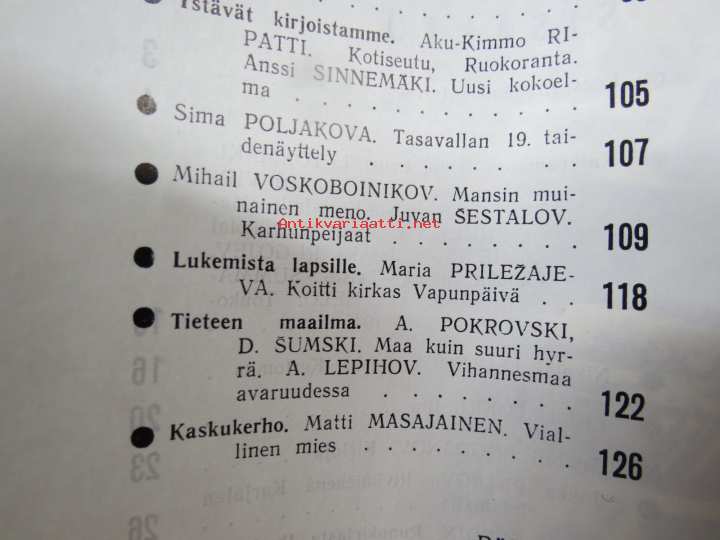 Ystävät kirjoistamme. Aku-Kimmo RI-
PATTI. Kotiseutu, Ruokoranta.
Anssi SINNEMÄKI. Uusi kokoel-
ma . . . . . . . . . . . 105
Sima POLJAKOVA. Tasavallan 19. tai-
denäyttely . . . . . . . . 107
Mihail VOSKOBOINIKOV. Mansin mui-
nainen meno. Juvan ŠESTALOV.
Antikvariaatti.net
Karhunpeijaat . . . . . . . . 109
Lukemista lapsille. Maria PRILEŽAJE-
VA. Koitti kirkas Vapunpäivä . . 118
Tieteen maailma. A. POKROVSKI,
D. ŠUMSKI. Maa kuin suuri hyr-
rä. A. LEPIHOV. Vihannesmaa
avaruudessa . . . . . . . . 122
Kaskukerho. Matti MASAJAINEN. Vial-
linen mies . . . . . . . . 126